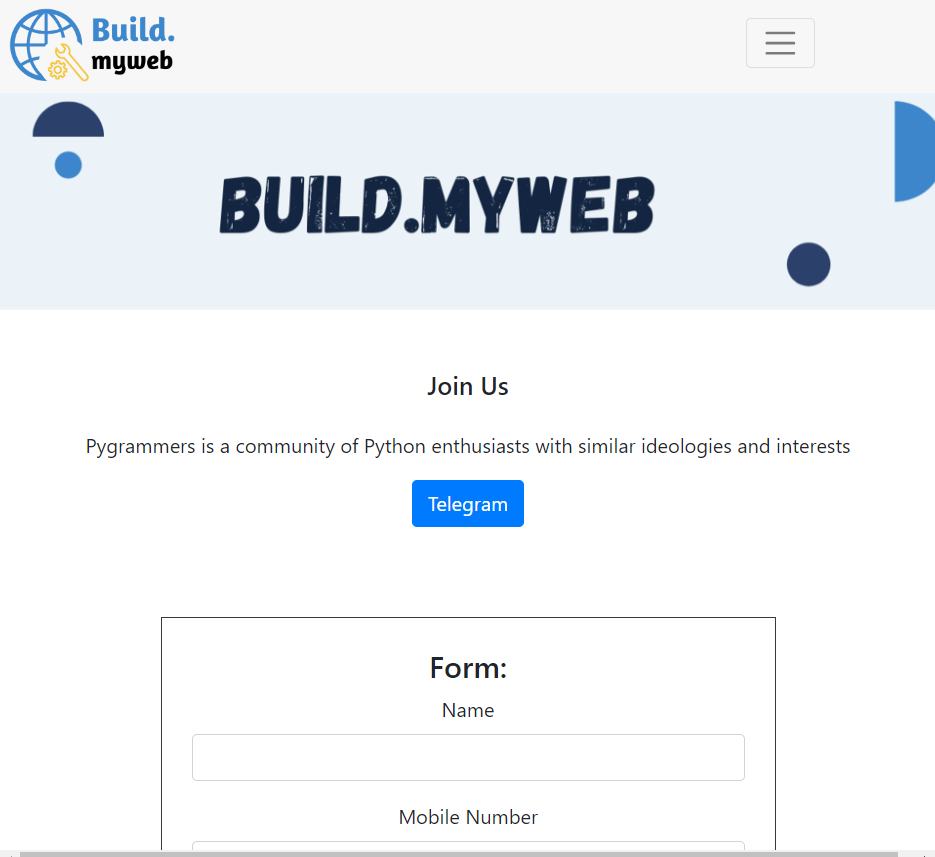 Build.
myweb
BUILD.MYWEB
Join Us
Pygrammers is a community of Python enthusiasts with similar ideologies and interests
Telegram
Form:
Name
Mobile Number